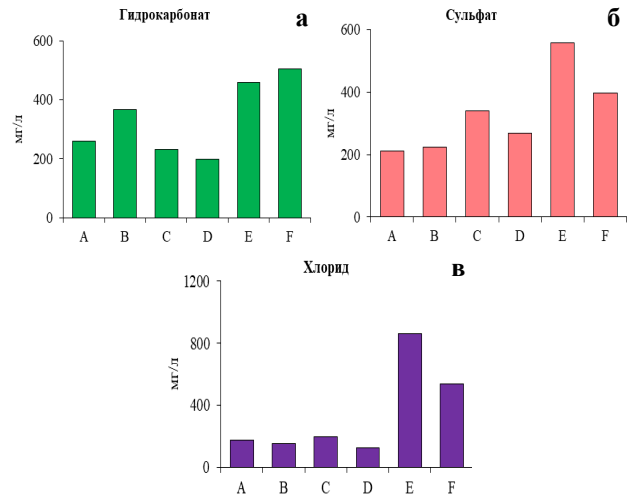 Гидрокарбонат
а
мг/л
600
400
200
0
A B C D E F
Сульфат
б
мг/л
600
400
200
0
A B C D E F
Хлорид
в
мг/л
1200
800
400
0
A B C D E F